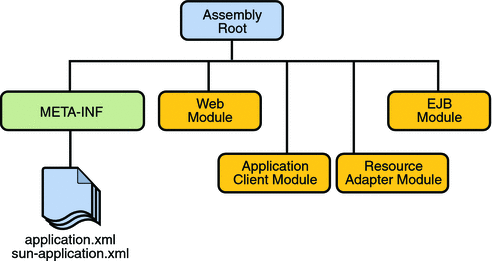 Assembly
Root
META-INF
Web
Module
EJB
Module
Application
Client Module
Resource
Adapter Module
application.xml
sun-application.xml